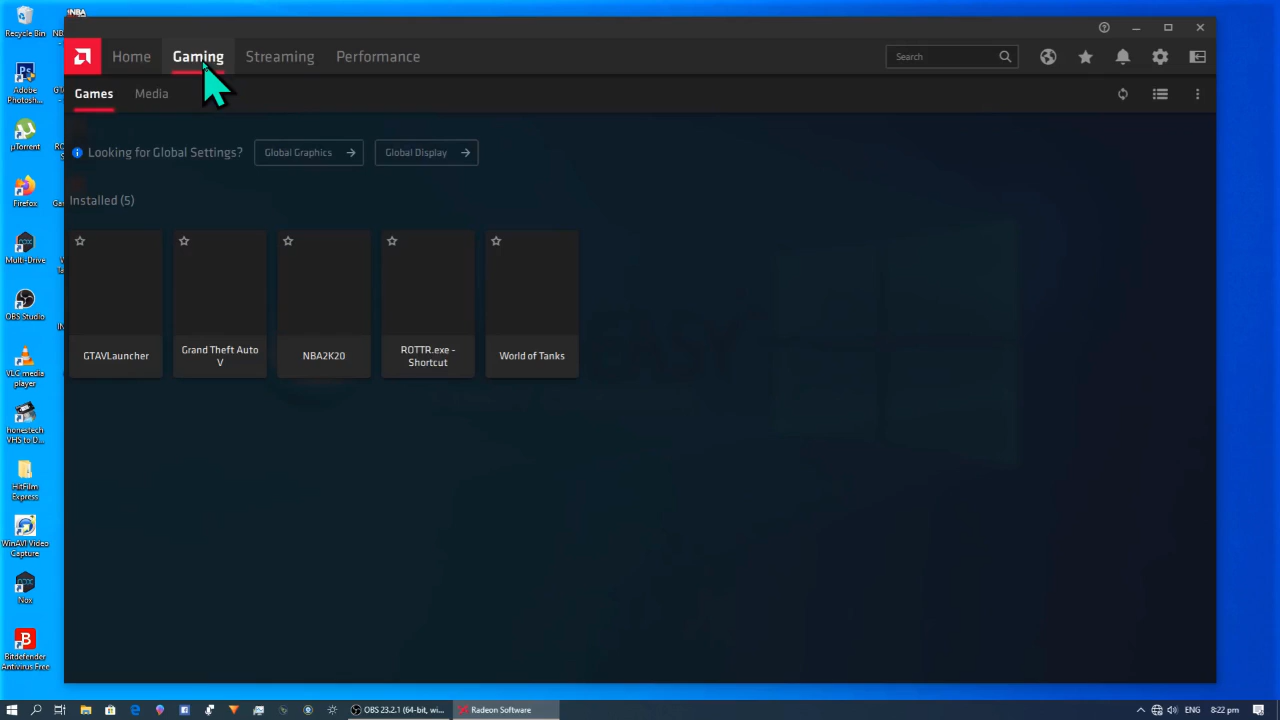 Recycle Bin
Adobe
Photosh...
µTorrent
Firefox
Multi-Drive
OBS Studio
VLC media
player
honestech
VHS to D...
HitFilm
Express
WinAVI Video
Capture
Nox
Bitdefender
Antivirus Free
NBA
Home
Gaming
Streaming
Performance
Search
Games
Media
Looking for Global Settings?
Global Graphics
Global Display
Installed (5)
GTAVLauncher
Grand Theft Auto
V
NBA2K20
ROTTR.exe -
Shortcut
World of Tanks
OBS 23.2.1 (64-bit, wi...
Radeon Software
ENG
8:22 pm